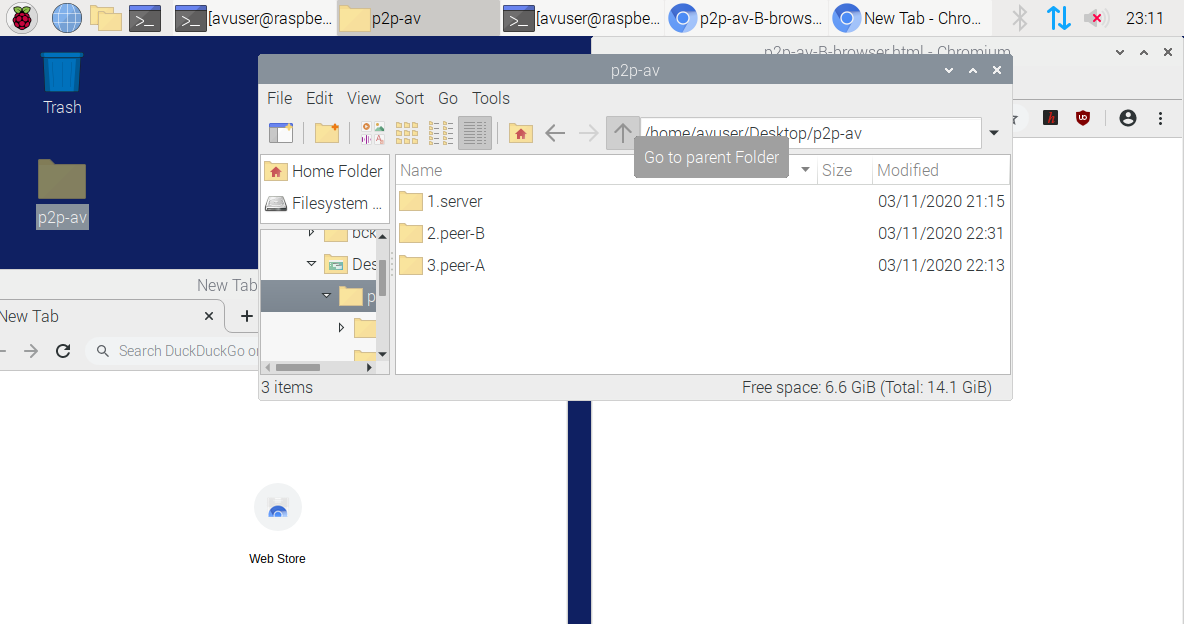 [avuser@raspbe... p2p-av [avuser@raspbe... p2p-av-B-brows... New Tab - Chro... 23:11
Trash
p2p-av
p2p-av-B-browser.html - Chromium
p2p-av
File Edit View Sort Go Tools
/home/avuser/Desktop/p2p-av
Go to parent Folder
Home Folder
Filesystem ...
bck
Des
p
Name Size Modified
1.server 03/11/2020 21:15
2.peer-B 03/11/2020 22:31
3.peer-A 03/11/2020 22:13
3 items Free space: 6.6 GiB (Total: 14.1 GiB)
New Tab
New Tab
Search DuckDuckGo or
Web Store